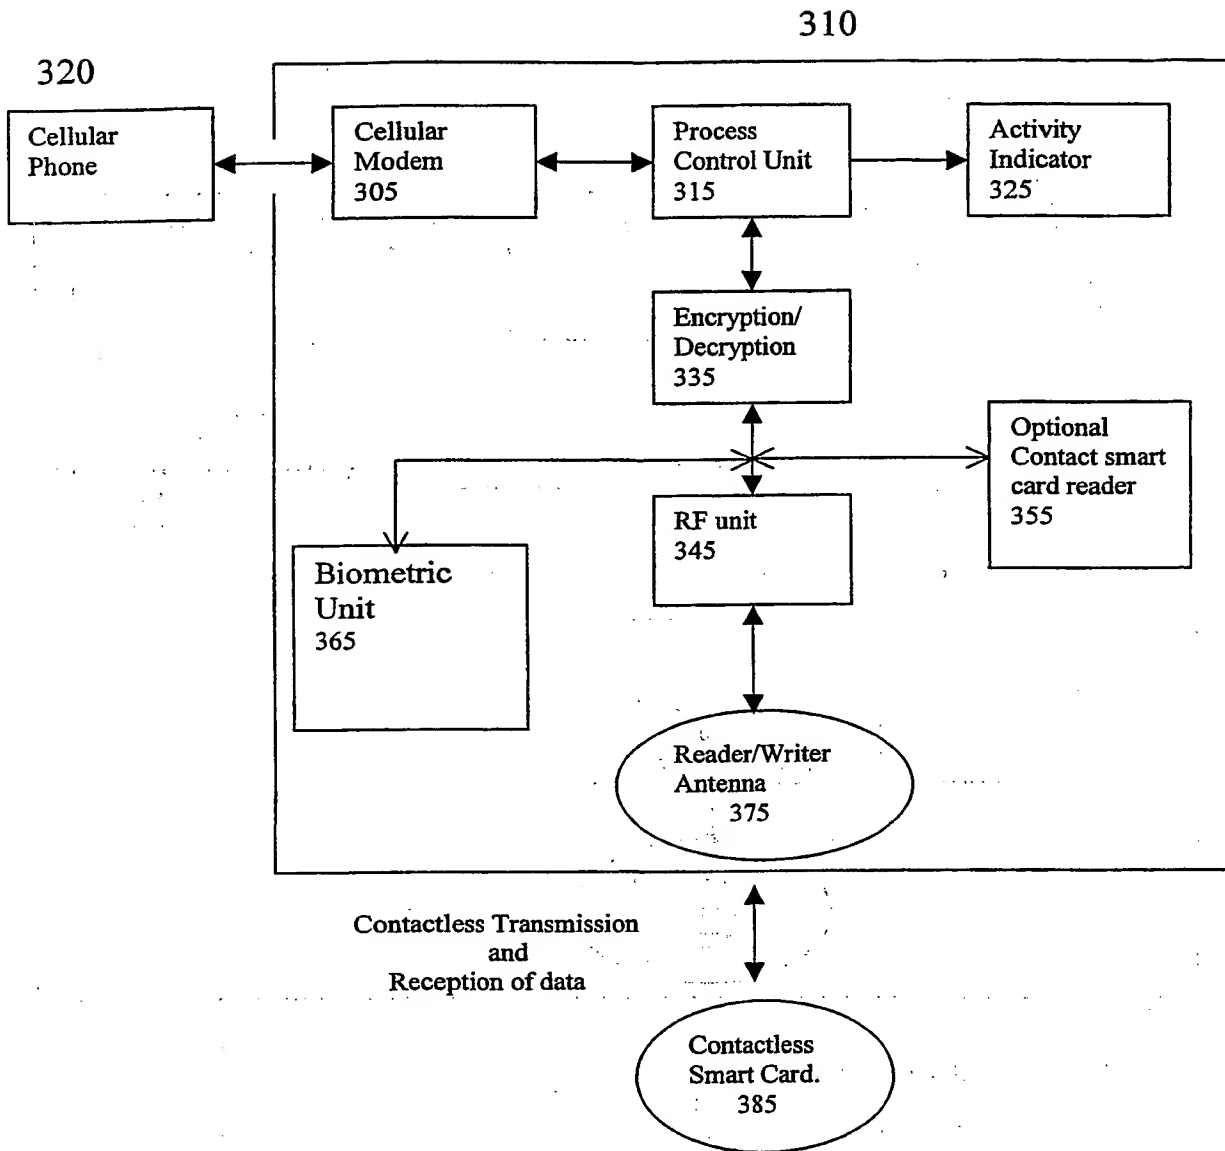 310
320
Cellular
Phone
Cellular
Modem
305
Process
Control Unit
315
Activity
Indicator
325
Encryption/
Decryption
335
Optional
Contact smart
card reader
355
RF unit
345
Biometric
Unit
365
Reader/Writer
Antenna
375
Contactless Transmission
and
Reception of data
Contactless
Smart Card.
385